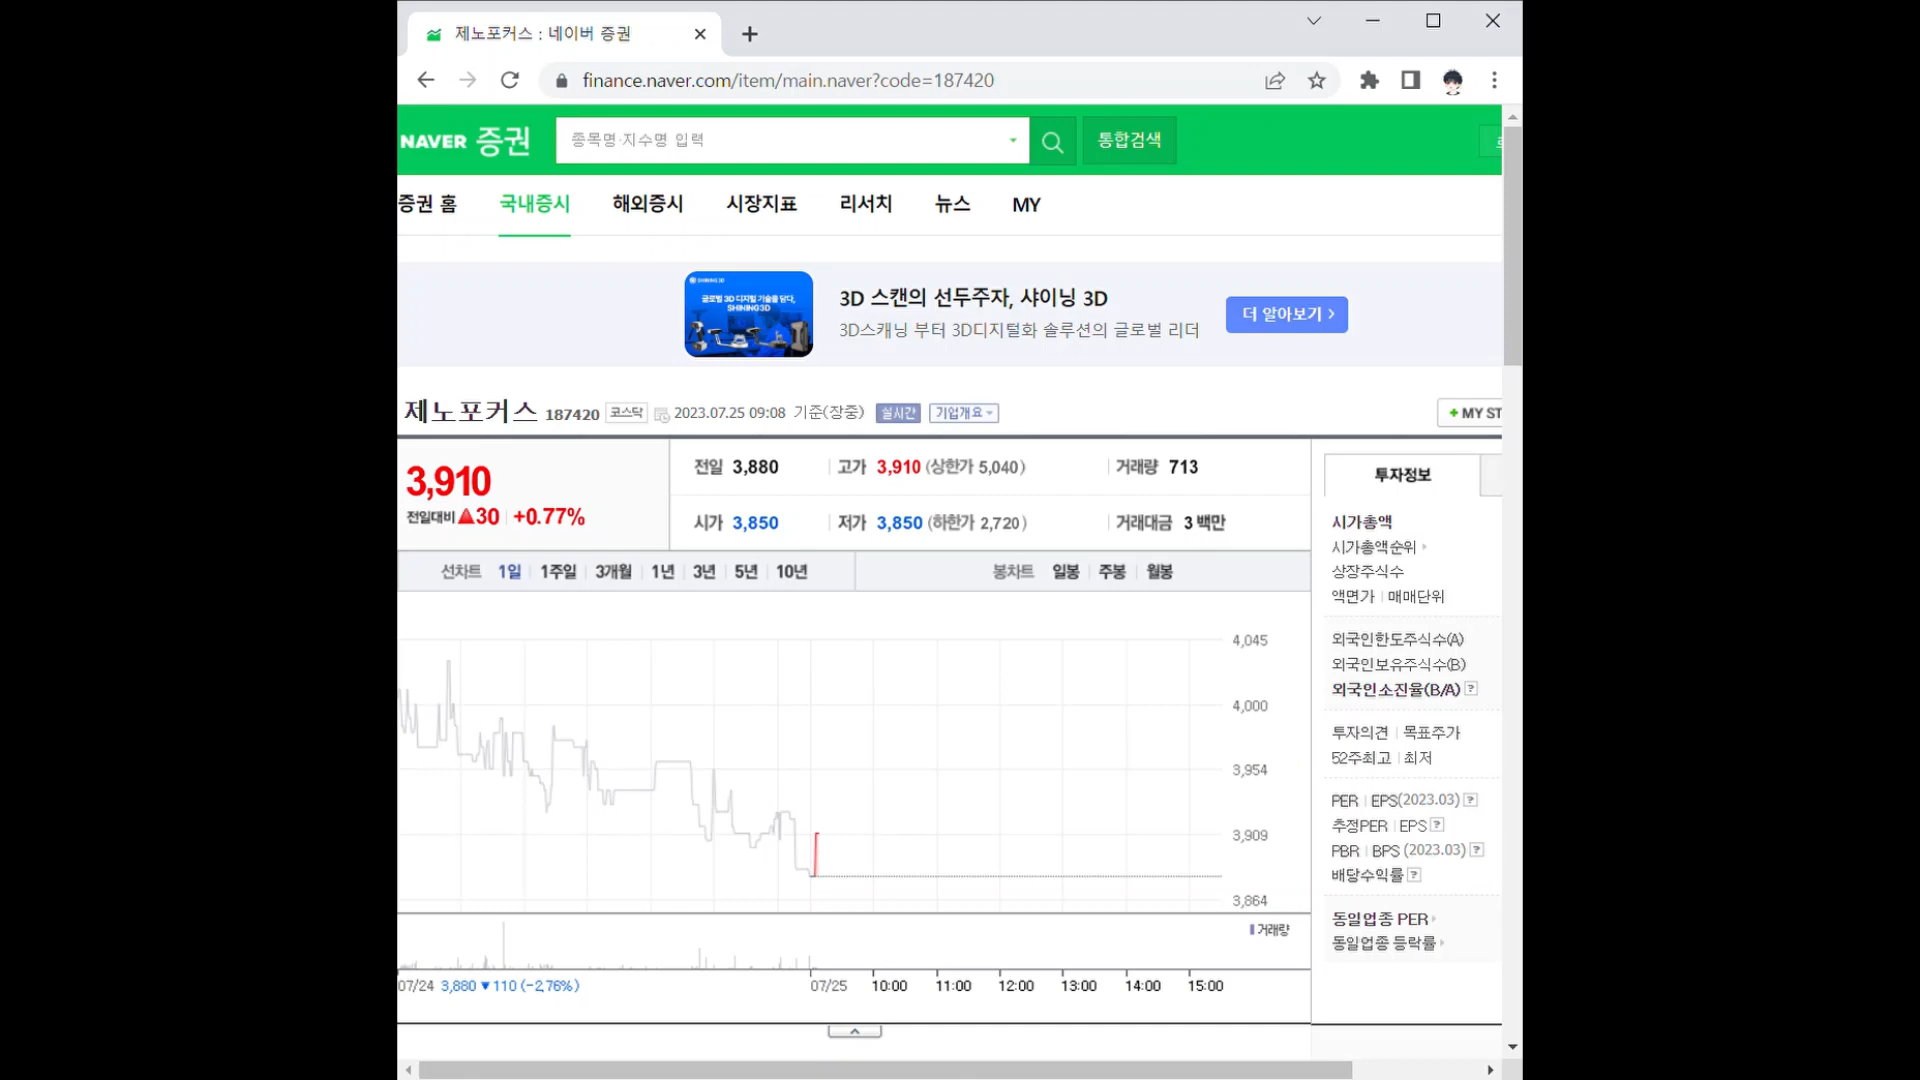 제노포커스 : 네이버 증권
finance.naver.com/item/main.naver?code=187420
NAVER 증권
종목명·지수명 입력
통합검색
증권 홈 국내증시 해외증시 시장지표 리서치 뉴스 MY
SHINING 3D
글로벌 3D 디지털 기술을 담다,
SHINING3D
3D 스캔의 선두주자, 샤이닝 3D
3D스캐닝 부터 3D디지털화 솔루션의 글로벌 리더
더 알아보기 >
제노포커스 187420 코스닥 2023.07.25 09:08 기준(장중) 실시간 기업개요
+ MY ST
3,910
전일대비 ▲30 +0.77%
전일 3,880 고가 3,910 (상한가 5,040) 거래량 713
시가 3,850 저가 3,850 (하한가 2,720) 거래대금 3 백만
선차트 1일 1주일 3개월 1년 3년 5년 10년 봉차트 일봉 주봉 월봉
4,045
4,000
3,954
3,909
3,864
거래량
07/24 3,880 ▼110 (-2.76%) 07/25 10:00 11:00 12:00 13:00 14:00 15:00
투자정보
시가총액
시가총액순위
상장주식수
액면가 | 매매단위
외국인한도주식수(A)
외국인보유주식수(B)
외국인소진율(B/A) ?
투자의견 | 목표주가
52주최고 | 최저
PER | EPS(2023.03) ?
추정PER | EPS ?
PBR | BPS (2023.03) ?
배당수익률 ?
동일업종 PER
동일업종 등락률